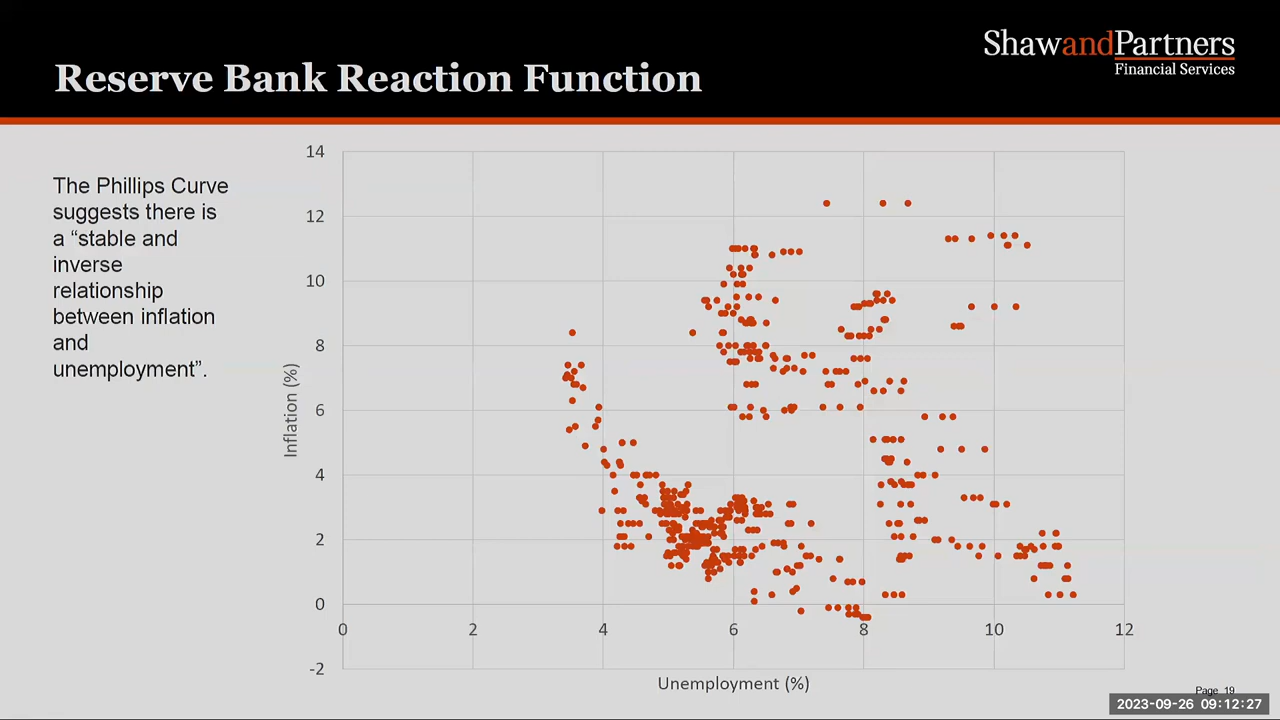 ShawandPartners
Financial Services
Reserve Bank Reaction Function
The Phillips Curve
suggests there is
a “stable and
inverse
relationship
between inflation
and
unemployment”.
Inflation (%)
14
12
10
8
6
4
2
0
-2
0 2 4 6 8 10 12
Unemployment (%)
Page 19
2023-09-26 09:12:27